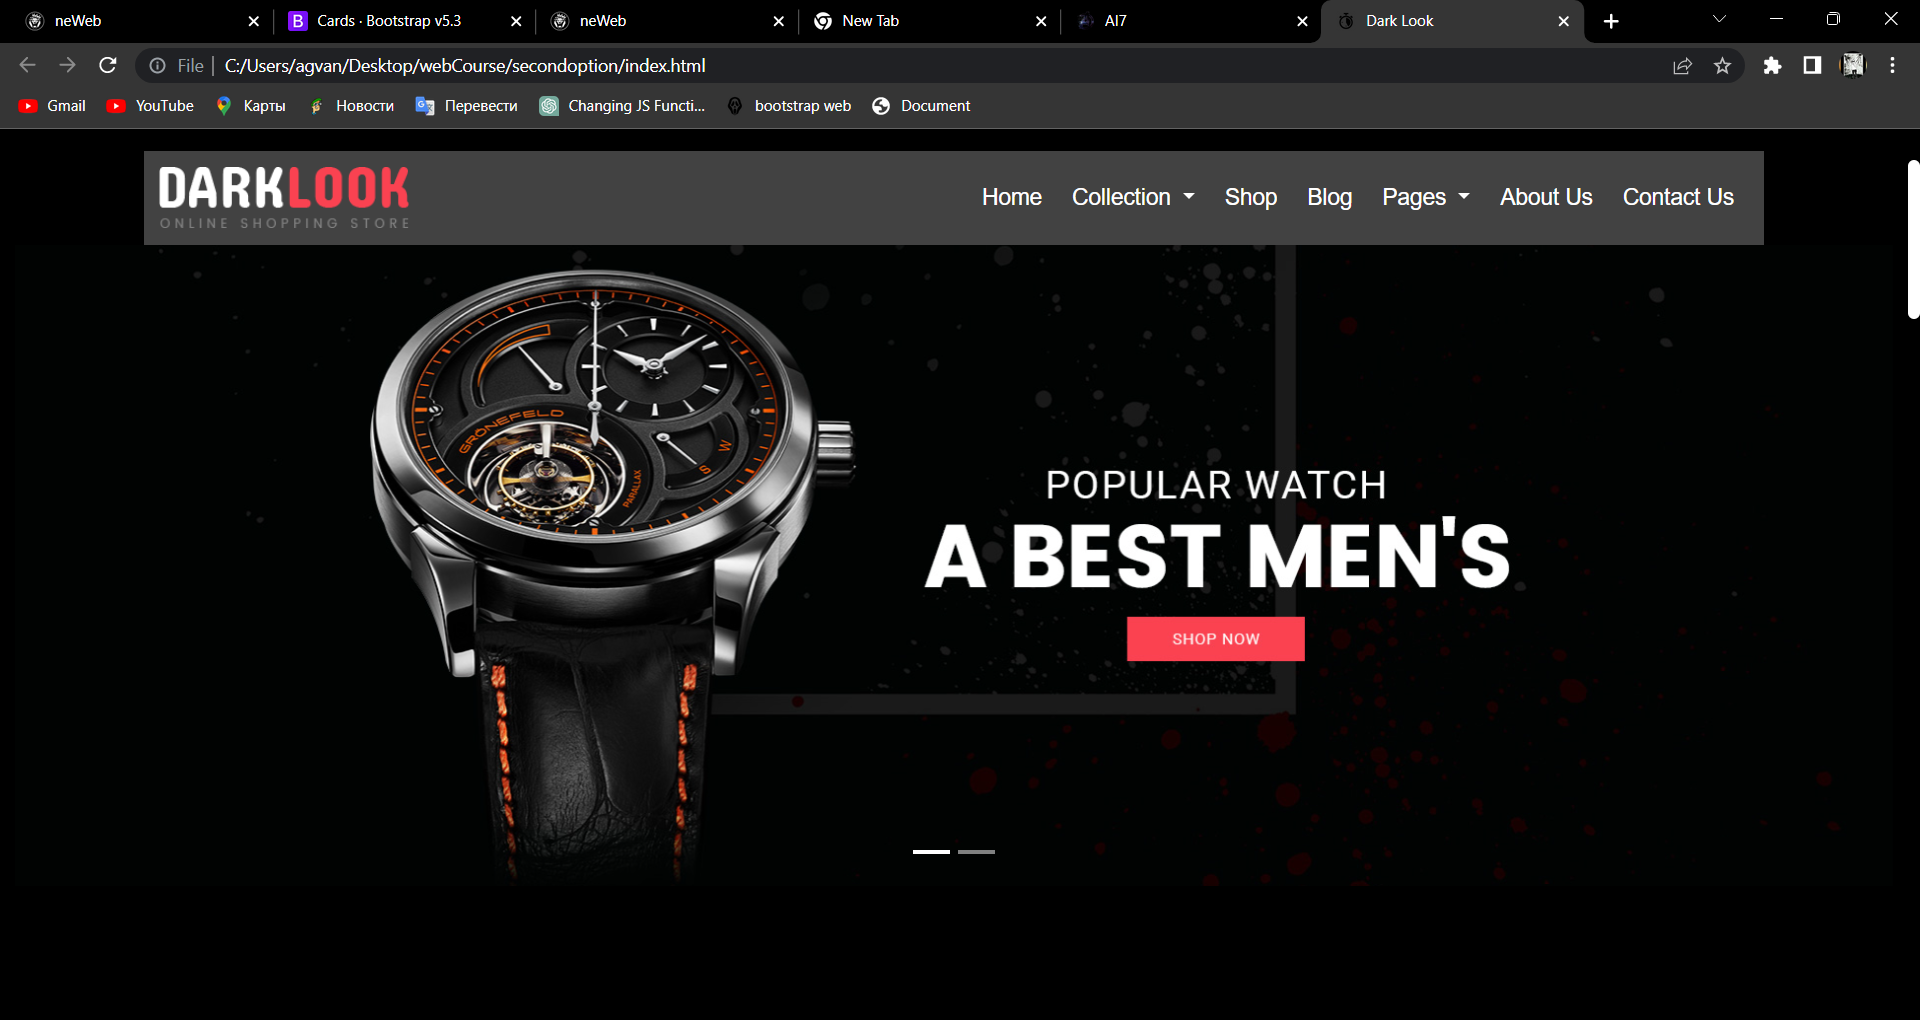 neWeb
Cards · Bootstrap v5.3
neWeb
New Tab
AI7
Dark Look
File
C:/Users/agvan/Desktop/webCourse/secondoption/index.html
Gmail
YouTube
Карты
Новости
Перевести
Changing JS Functi...
bootstrap web
Document
DARKLOOK
ONLINE SHOPPING STORE
Home
Collection
Shop
Blog
Pages
About Us
Contact Us
GRÖNEFELD
PARALLAX
S W
POPULAR WATCH
A BEST MEN'S
SHOP NOW